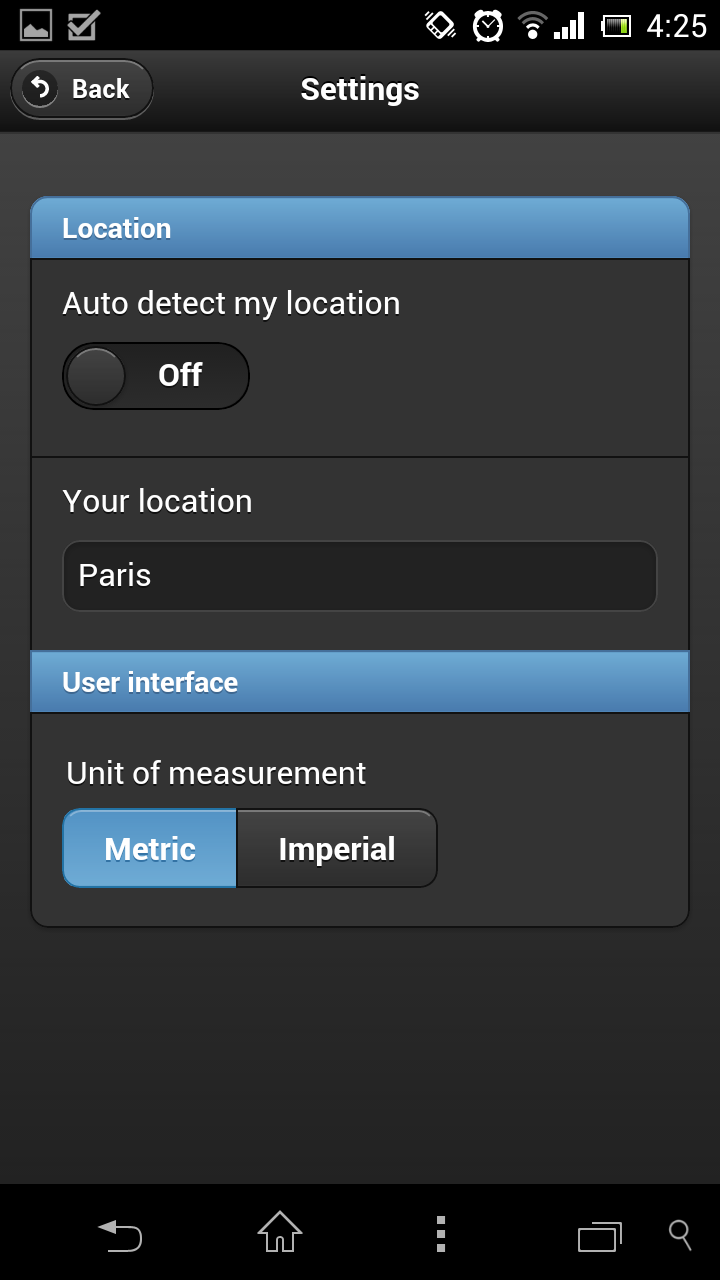 4:25
Back
Settings
Location
Auto detect my location
Off
Your location
Paris
User interface
Unit of measurement
Metric Imperial